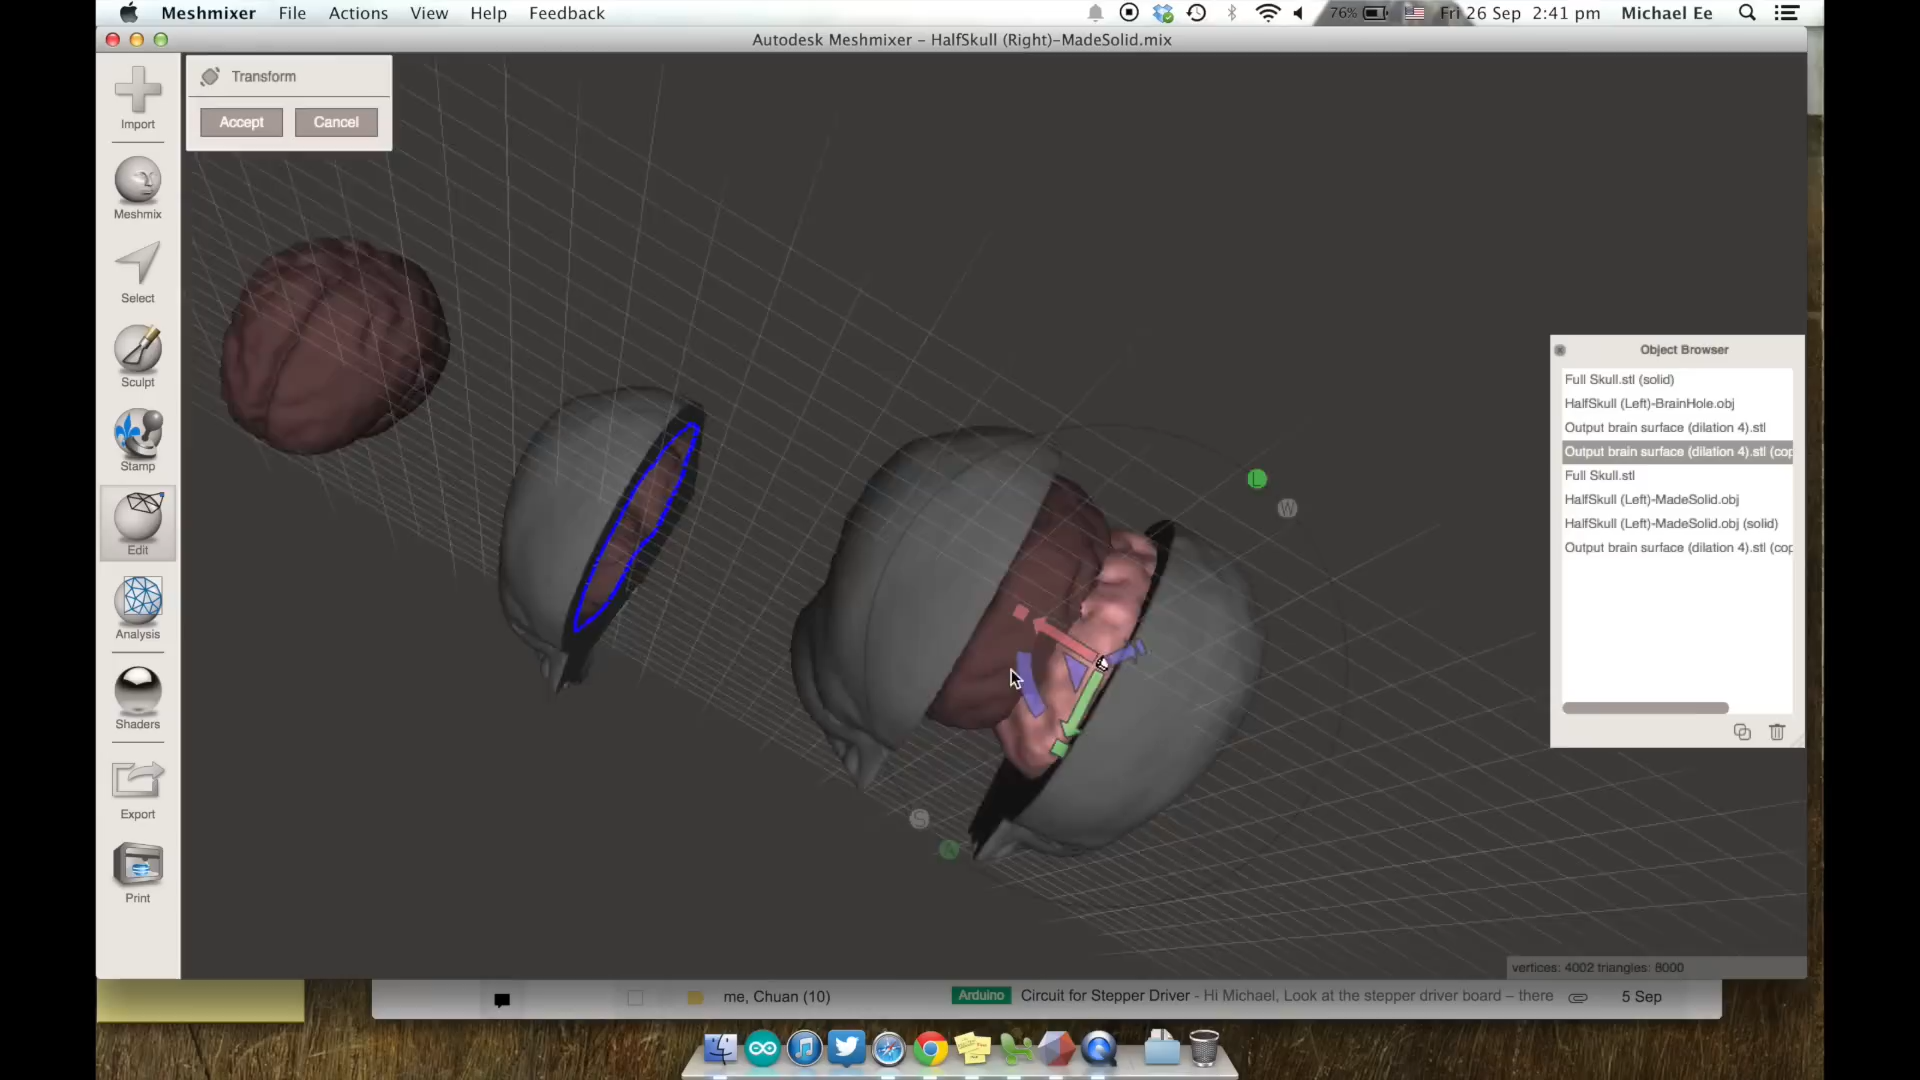 Meshmixer File Actions View Help Feedback 76% Fri 26 Sep 2:41 pm Michael Ee
Autodesk Meshmixer – HalfSkull (Right)-MadeSolid.mix
Transform
Accept Cancel
Import
Meshmix
Select
Sculpt
Stamp
Edit
Analysis
Shaders
Export
Print
L
W
S
Object Browser
Full Skull.stl (solid)
HalfSkull (Left)-BrainHole.obj
Output brain surface (dilation 4).stl
Output brain surface (dilation 4).stl (cop
Full Skull.stl
HalfSkull (Left)-MadeSolid.obj
HalfSkull (Left)-MadeSolid.obj (solid)
Output brain surface (dilation 4).stl (cop
vertices: 4002 triangles: 8000
me, Chuan (10) Arduino Circuit for Stepper Driver - Hi Michael, Look at the stepper driver board – there 5 Sep